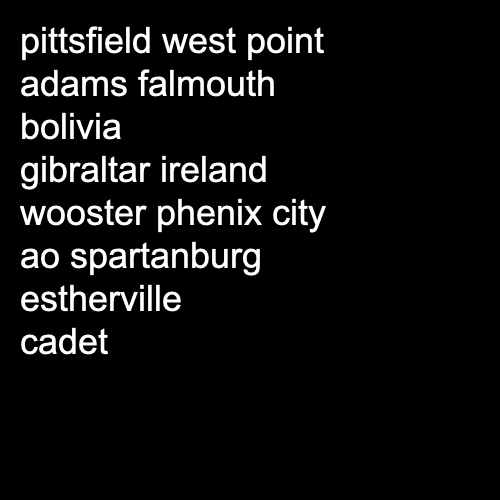 pittsfield west point
adams falmouth
bolivia
gibraltar ireland
wooster phenix city
ao spartanburg
estherville
cadet